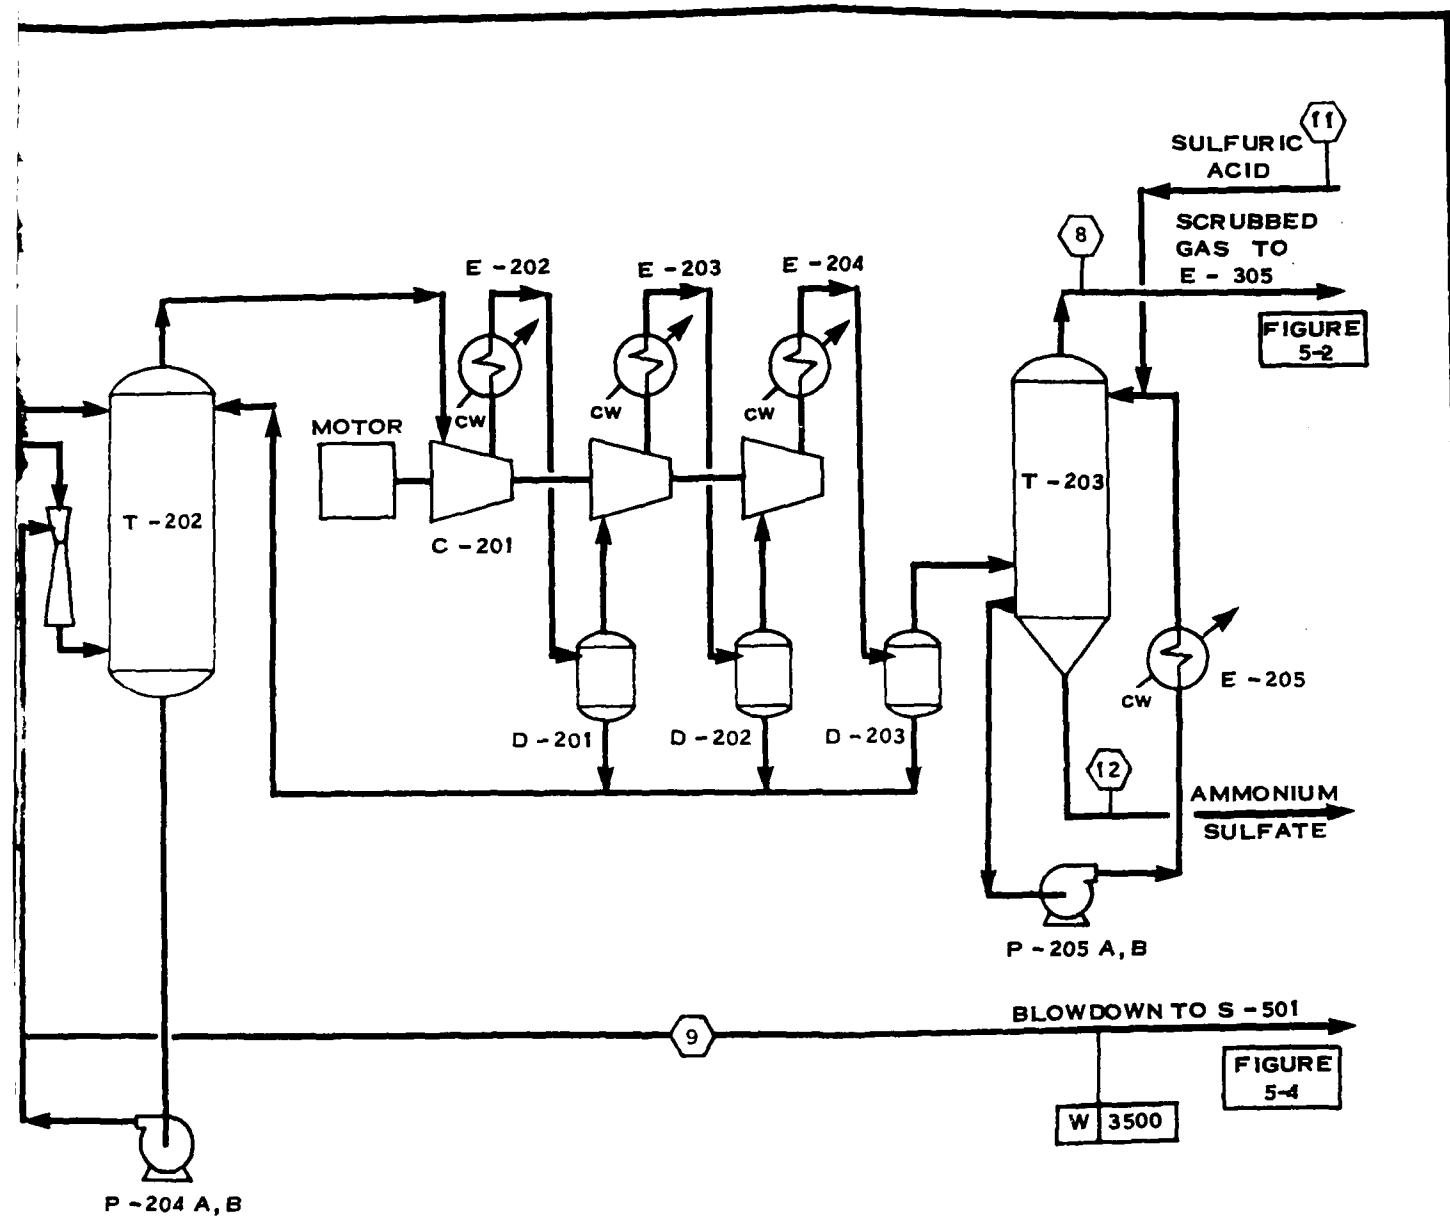 11
SULFURIC
ACID
8
SCRUBBED
GAS TO
E-305
FIGURE
5-2
E-202
E-203
E-204
CW
CW
CW
MOTOR
T-202
C-201
T-203
E-205
CW
D-201
D-202
D-203
12
AMMONIUM
SULFATE
P-205 A, B
9
BLOWDOWN TO S-501
FIGURE
5-4
W 3500
P-204 A, B